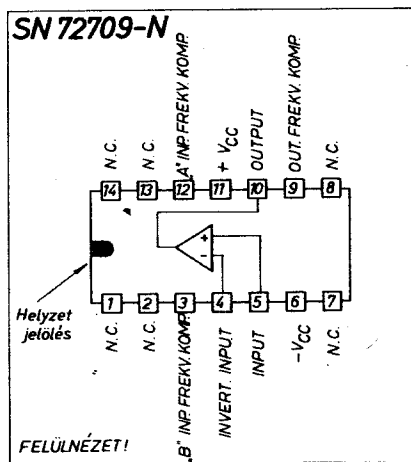 SN 72709-N
N.C.
N.C.
"A" INP. FREKV. KOMP.
+ VCC
OUTPUT
OUT. FREKV. KOMP.
N.C.
14 13 12 11 10 9 8
+
-
1 2 3 4 5 6 7
Helyzet
jelölés
N.C.
N.C.
"B" INP. FREKV. KOMP.
INVERT. INPUT
INPUT
-VCC
N.C.
FELÜLNÉZET!